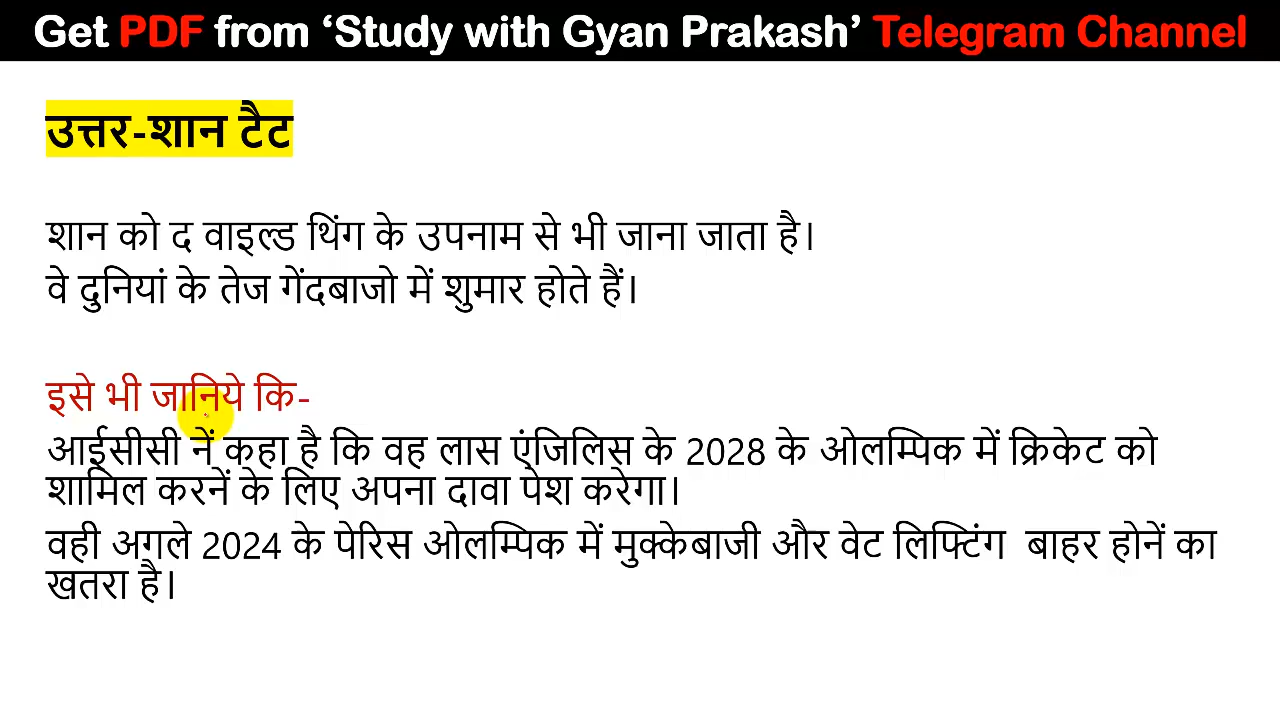 Get PDF from ‘Study with Gyan Prakash’ Telegram Channel
उत्तर-शान टैट
शान को द वाइल्ड थिंग के उपनाम से भी जाना जाता है।
वे दुनियां के तेज गेंदबाजो में शुमार होते हैं।
इसे भी जानिये कि-
आईसीसी नें कहा है कि वह लास एंजिलिस के 2028 के ओलम्पिक में क्रिकेट को
शामिल करनें के लिए अपना दावा पेश करेगा।
वही अगले 2024 के पेरिस ओलम्पिक में मुक्केबाजी और वेट लिफ्टिंग  बाहर होनें का
खतरा है।